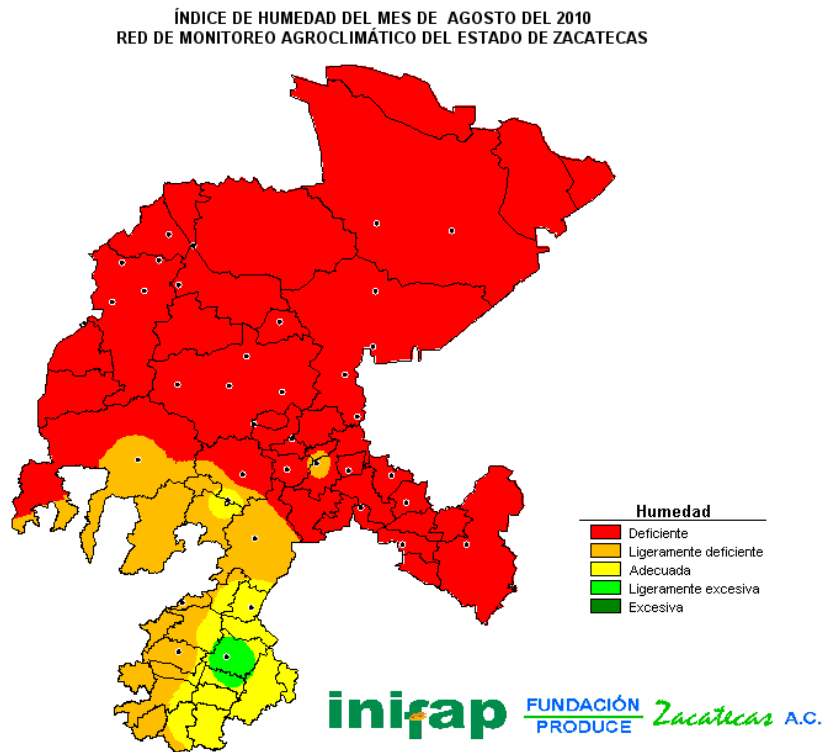 ÍNDICE DE HUMEDAD DEL MES DE AGOSTO DEL 2010
RED DE MONITOREO AGROCLIMÁTICO DEL ESTADO DE ZACATECAS
Humedad
Deficiente
Ligeramente deficiente
Adecuada
Ligeramente excesiva
Excesiva
inifap
FUNDACIÓN
PRODUCE
Zacatecas A.C.